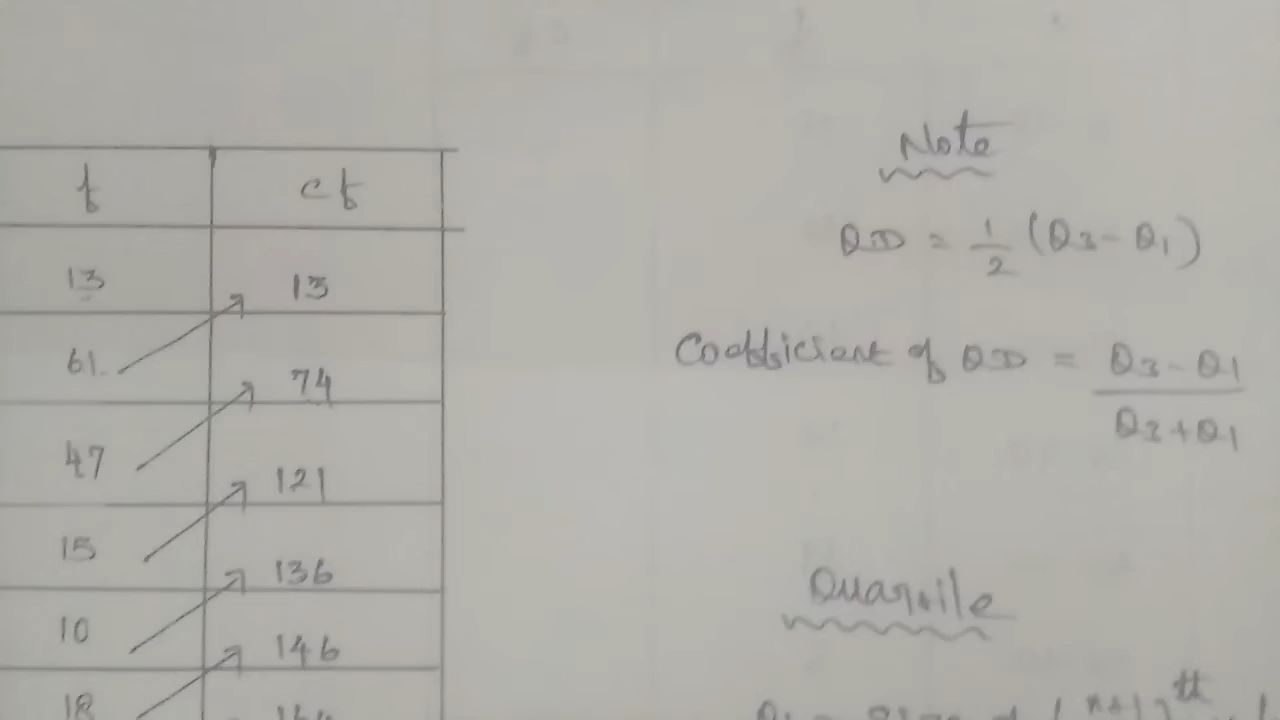 f cf
13 13
61 74
47 121
15 136
10 146
18
Note
QD = 1/2 (Q3 - Q1)
Coefficient of QD = Q3 - Q1 / Q3 + Q1
Quartile